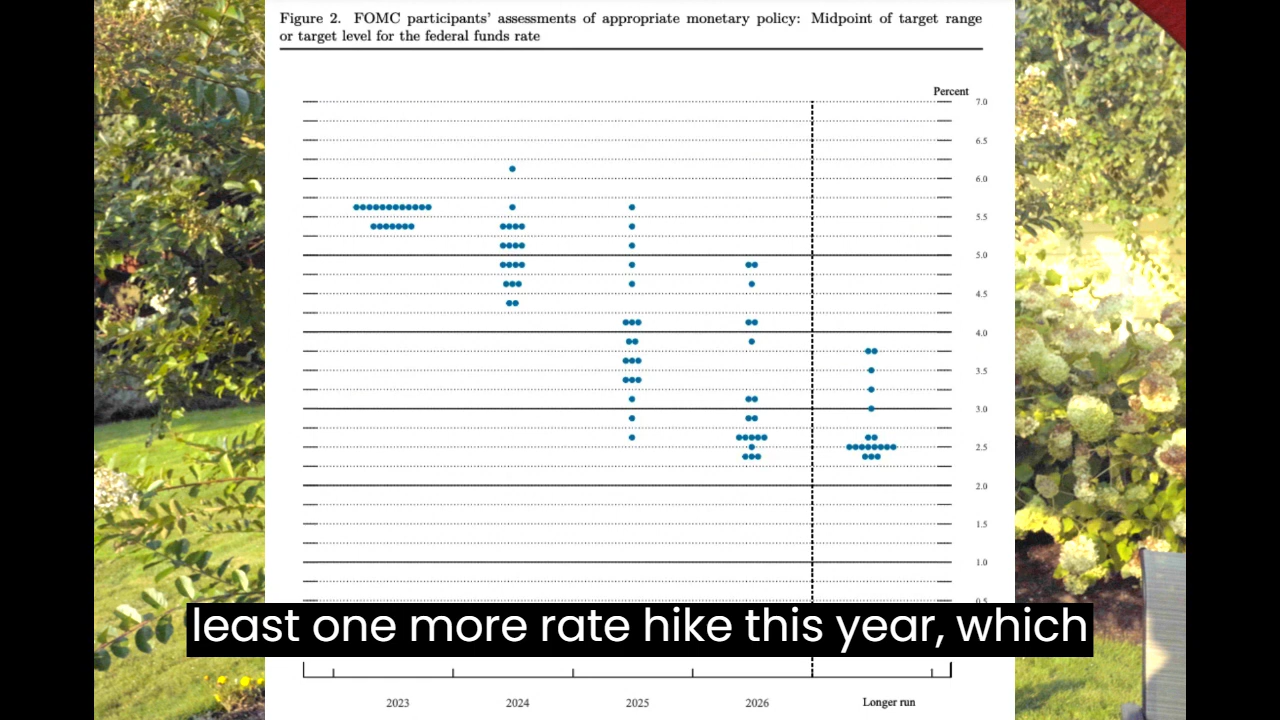 Figure 2. FOMC participants’ assessments of appropriate monetary policy: Midpoint of target range
or target level for the federal funds rate
Percent
7.0
6.5
6.0
5.5
5.0
4.5
4.0
3.5
3.0
2.5
2.0
1.5
1.0
0.5
least one more rate hike this year, which
2023 2024 2025 2026 Longer run